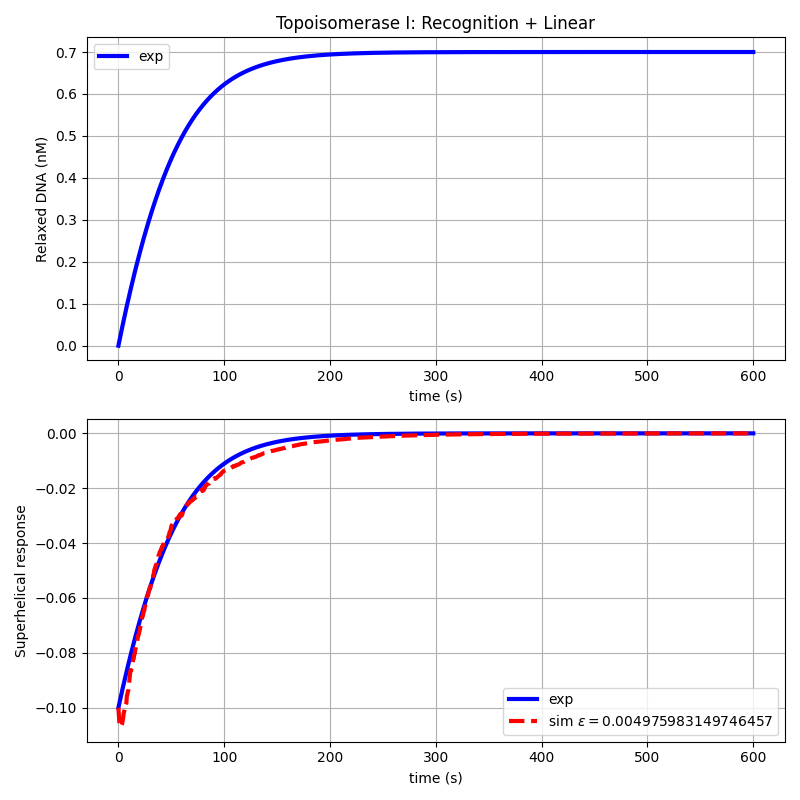 Topoisomerase I: Recognition + Linear
exp
0.7
0.6
0.5
0.4
0.3
0.2
0.1
0.0
Relaxed DNA (nM)
0 100 200 300 400 500 600
time (s)
0.00
−0.02
−0.04
−0.06
−0.08
−0.10
Superhelical response
exp
sim ε = 0.004975983149746457
0 100 200 300 400 500 600
time (s)